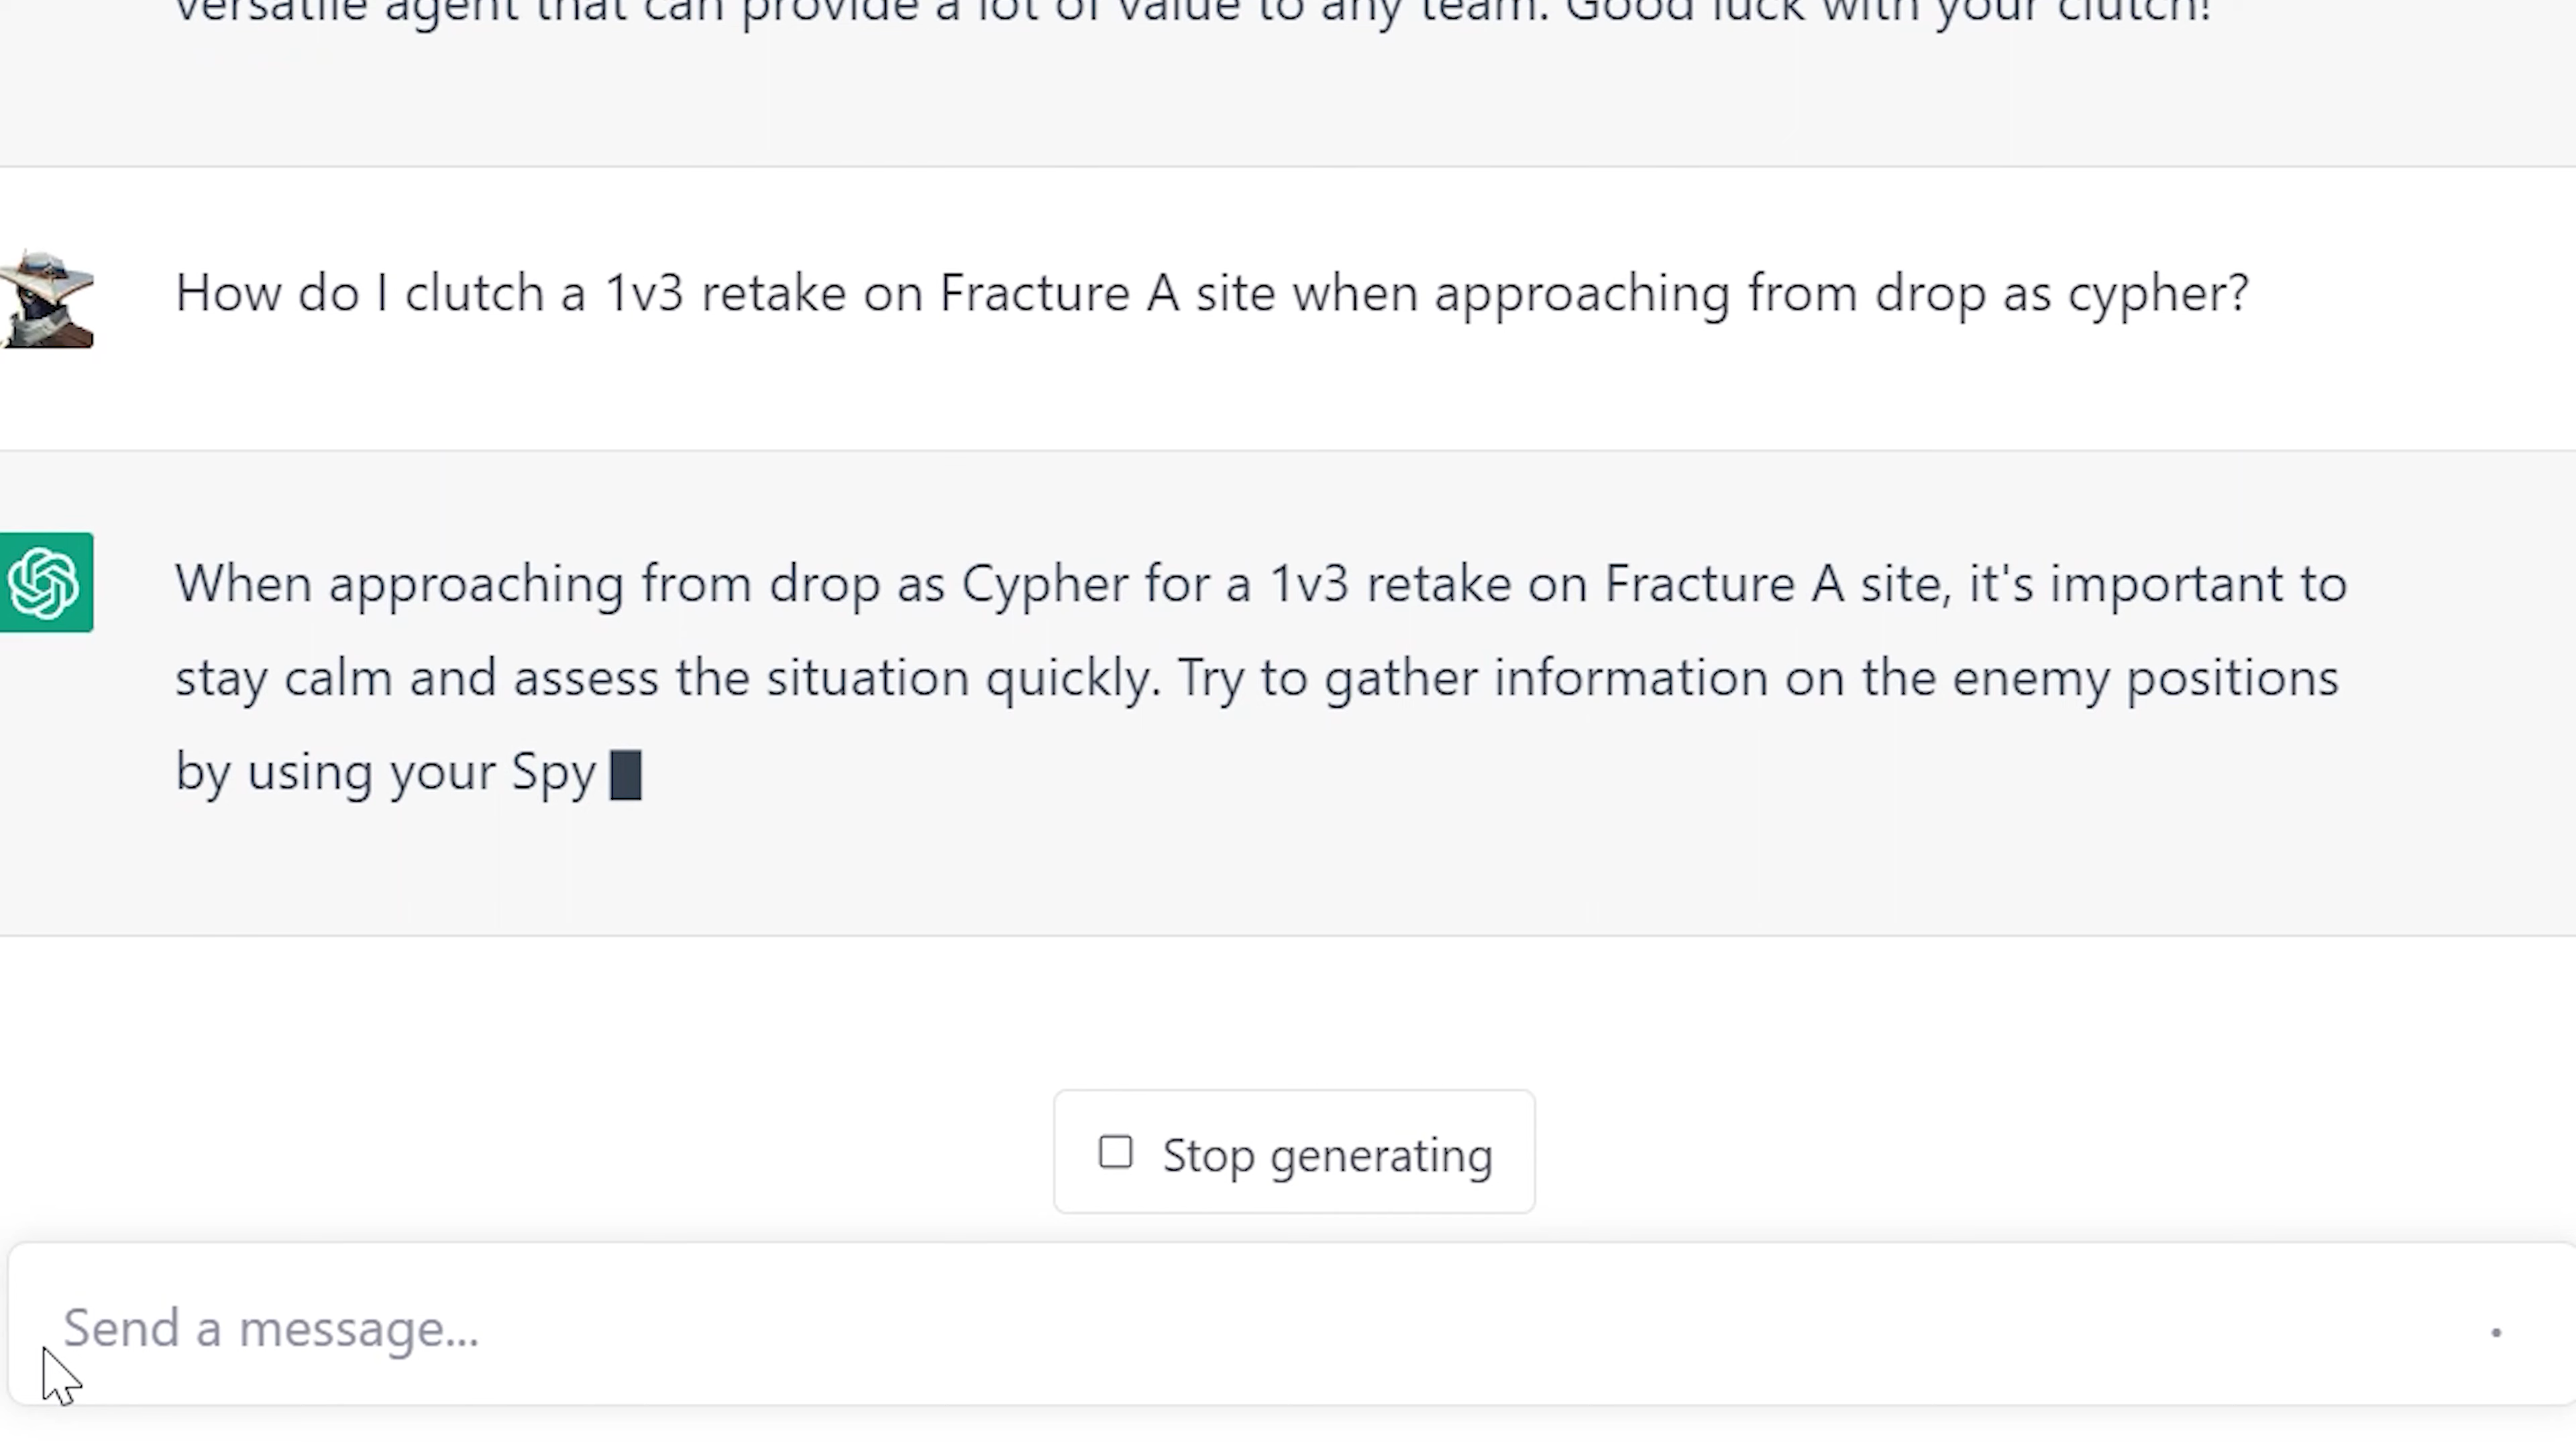 versatile agent that can provide a lot of value to any team. Good luck with your clutch!
How do I clutch a 1v3 retake on Fracture A site when approaching from drop as cypher?
When approaching from drop as Cypher for a 1v3 retake on Fracture A site, it's important to
stay calm and assess the situation quickly. Try to gather information on the enemy positions
by using your Spy
Stop generating
Send a message...